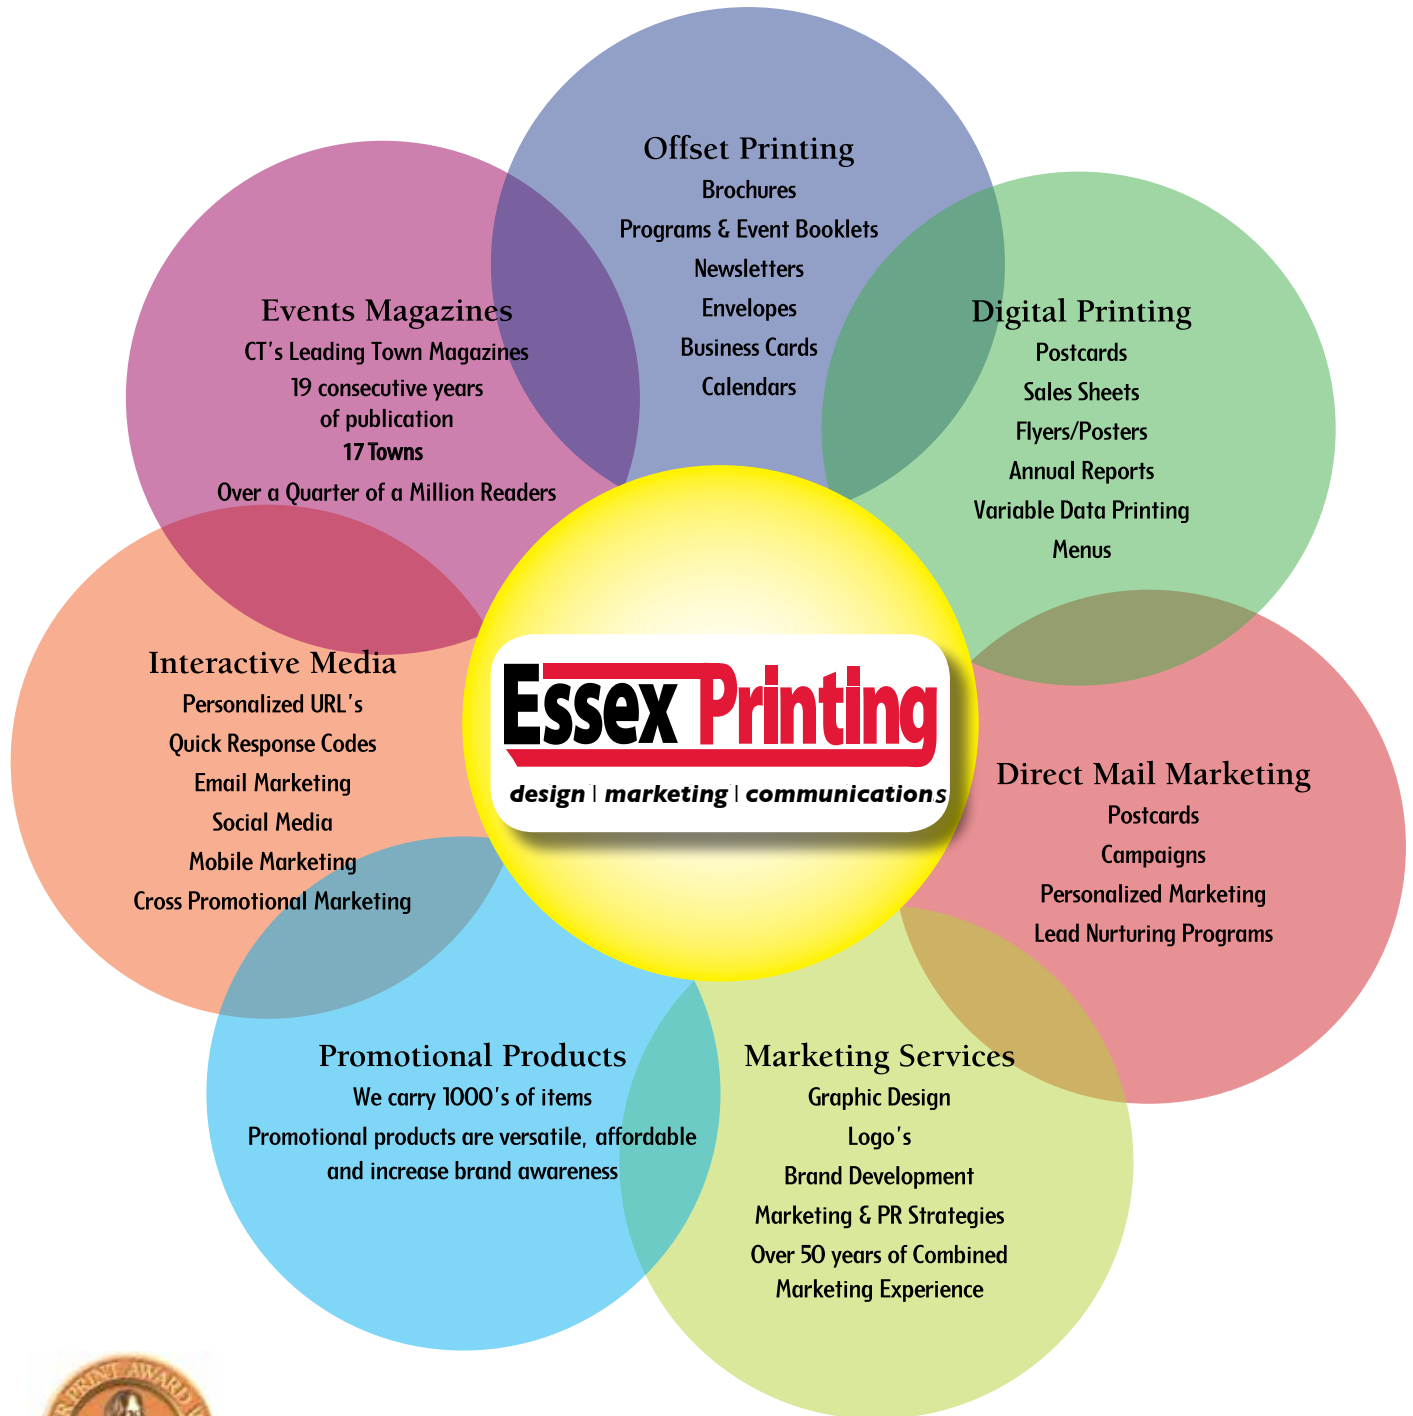 Offset Printing
Brochures
Programs & Event Booklets
Newsletters
Envelopes
Business Cards
Calendars
Events Magazines
CT's Leading Town Magazines
19 consecutive years
of publication
17 Towns
Over a Quarter of a Million Readers
Digital Printing
Postcards
Sales Sheets
Flyers/Posters
Annual Reports
Variable Data Printing
Menus
Interactive Media
Personalized URL's
Quick Response Codes
Email Marketing
Social Media
Mobile Marketing
Cross Promotional Marketing
Essex Printing
design | marketing | communications
Direct Mail Marketing
Postcards
Campaigns
Personalized Marketing
Lead Nurturing Programs
Promotional Products
We carry 1000's of items
Promotional products are versatile, affordable
and increase brand awareness
Marketing Services
Graphic Design
Logo's
Brand Development
Marketing & PR Strategies
Over 50 years of Combined
Marketing Experience
PRINT AWARD